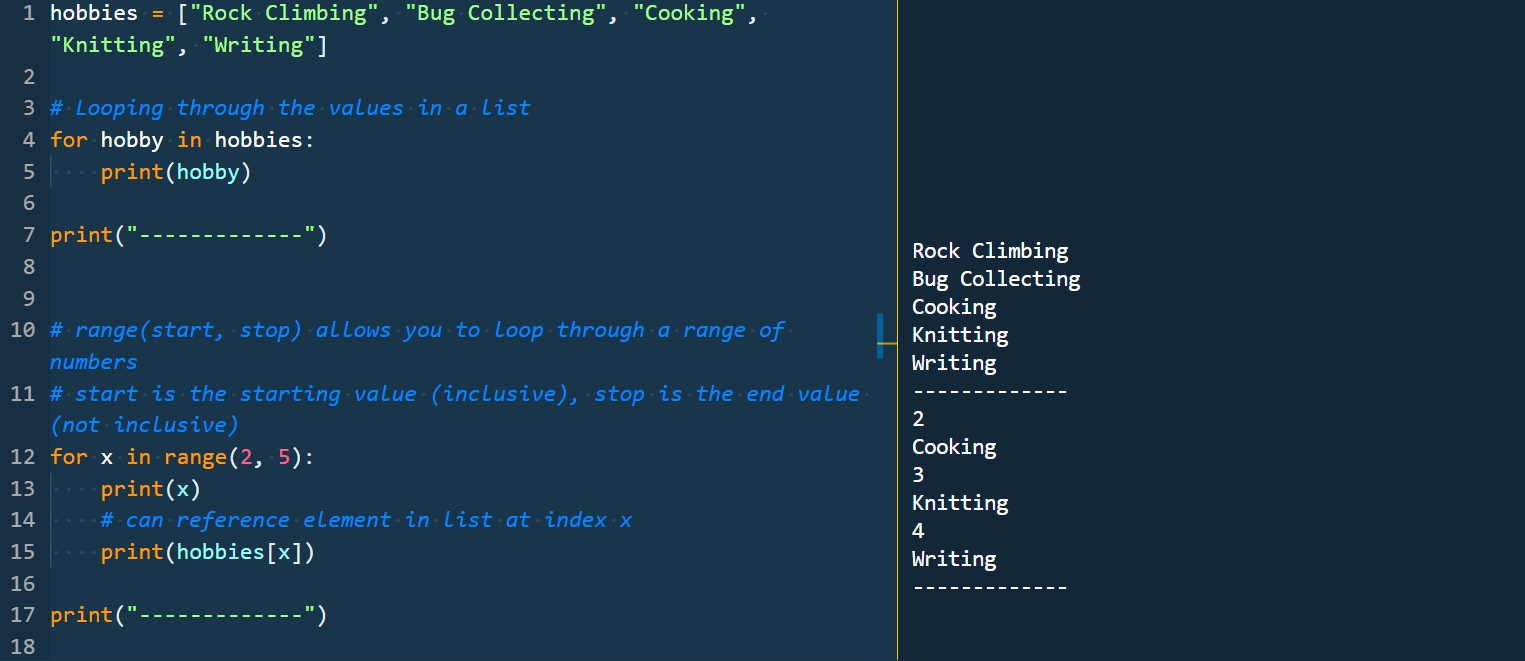 1 hobbies = ["Rock Climbing", "Bug Collecting", "Cooking",
"Knitting", "Writing"]
2
3 # Looping through the values in a list
4 for hobby in hobbies:
5     print(hobby)
6
7 print("-------------")
8
9
10 # range(start, stop) allows you to loop through a range of
numbers
11 # start is the starting value (inclusive), stop is the end value
(not inclusive)
12 for x in range(2, 5):
13     print(x)
14     # can reference element in list at index x
15     print(hobbies[x])
16
17 print("-------------")
18
Rock Climbing
Bug Collecting
Cooking
Knitting
Writing
-------------
2
Cooking
3
Knitting
4
Writing
-------------